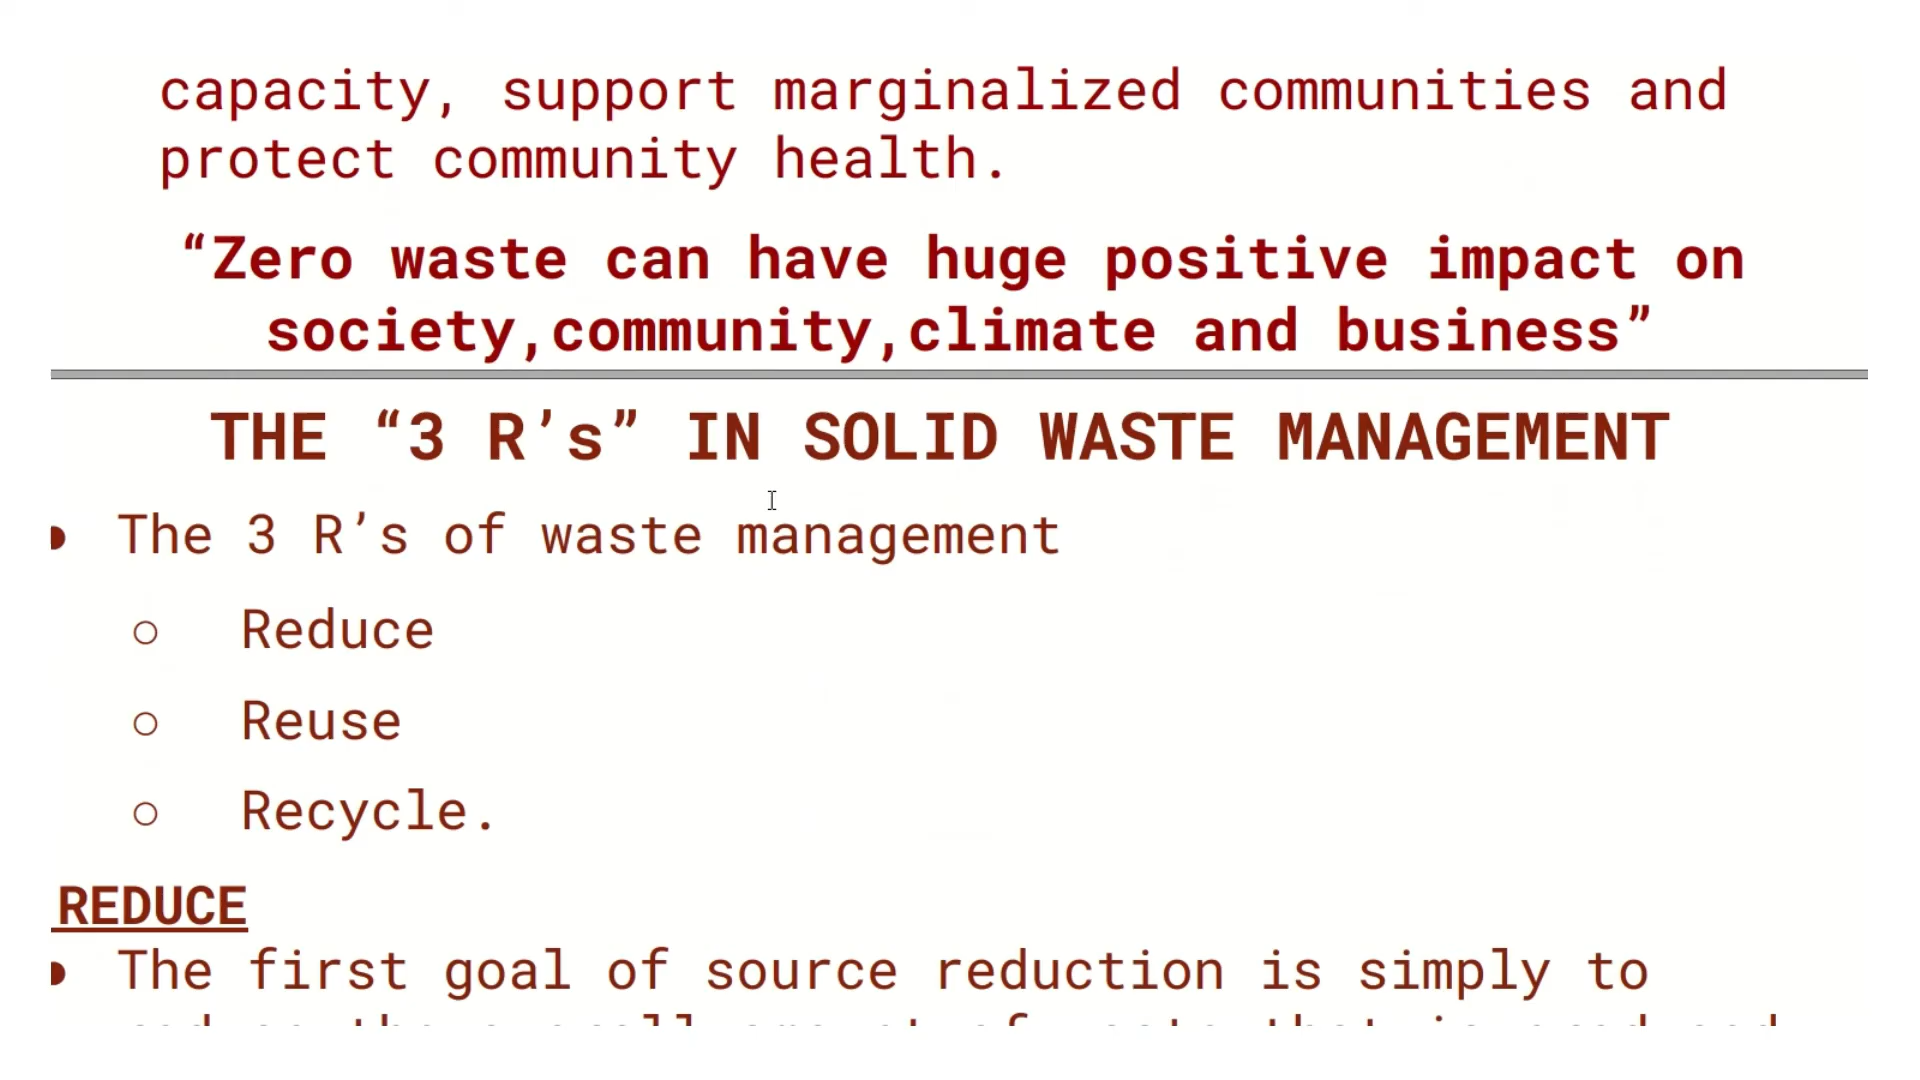 capacity, support marginalized communities and
protect community health.
“Zero waste can have huge positive impact on
society,community,climate and business”
THE “3 R’s” IN SOLID WASTE MANAGEMENT
● The 3 R’s of waste management
○ Reduce
○ Reuse
○ Recycle.
REDUCE
● The first goal of source reduction is simply to